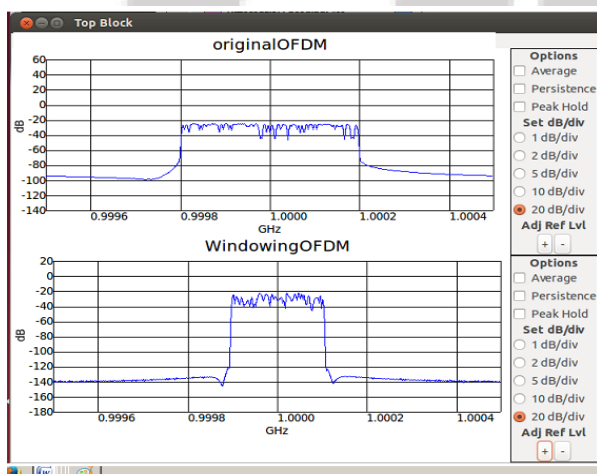 Top Block
originalOFDM
60
40
20
0
-20
-40
-60
-80
-100
-120
-140
dB
0.9996 0.9998 1.0000 1.0002 1.0004
GHz
Options
Average
Persistence
Peak Hold
Set dB/div
1 dB/div
2 dB/div
5 dB/div
10 dB/div
20 dB/div
Adj Ref Lvl
+ -
WindowingOFDM
20
0
-20
-40
-60
-80
-100
-120
-140
-160
-180
dB
0.9996 0.9998 1.0000 1.0002 1.0004
GHz
Options
Average
Persistence
Peak Hold
Set dB/div
1 dB/div
2 dB/div
5 dB/div
10 dB/div
20 dB/div
Adj Ref Lvl
+ -